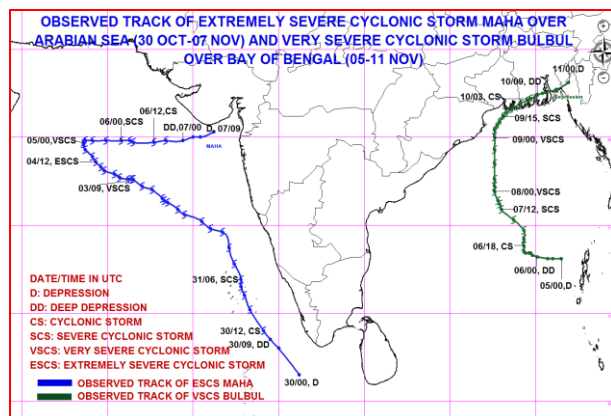 OBSERVED TRACK OF EXTREMELY SEVERE CYCLONIC STORM MAHA OVER
ARABIAN SEA (30 OCT-07 NOV) AND VERY SEVERE CYCLONIC STORM BULBUL
OVER BAY OF BENGAL (05-11 NOV)
11/00,D
10/09, DD
10/03, CS
09/15, SCS
09/00, VSCS
08/00,VSCS
07/12, SCS
06/18, CS
06/00, DD
05/00,D
06/12,CS
06/00,SCS
DD,07/00
D, 07/09
05/00,VSCS
MAHA
04/12, ESCS
03/09, VSCS
31/06, SCS
30/12, CS
30/09, DD
30/00, D
DATE/TIME IN UTC
D: DEPRESSION
DD: DEEP DEPRESSION
CS: CYCLONIC STORM
SCS: SEVERE CYCLONIC STORM
VSCS: VERY SEVERE CYCLONIC STORM
ESCS: EXTREMELY SEVERE CYCLONIC STORM
OBSERVED TRACK OF ESCS MAHA
OBSERVED TRACK OF VSCS BULBUL